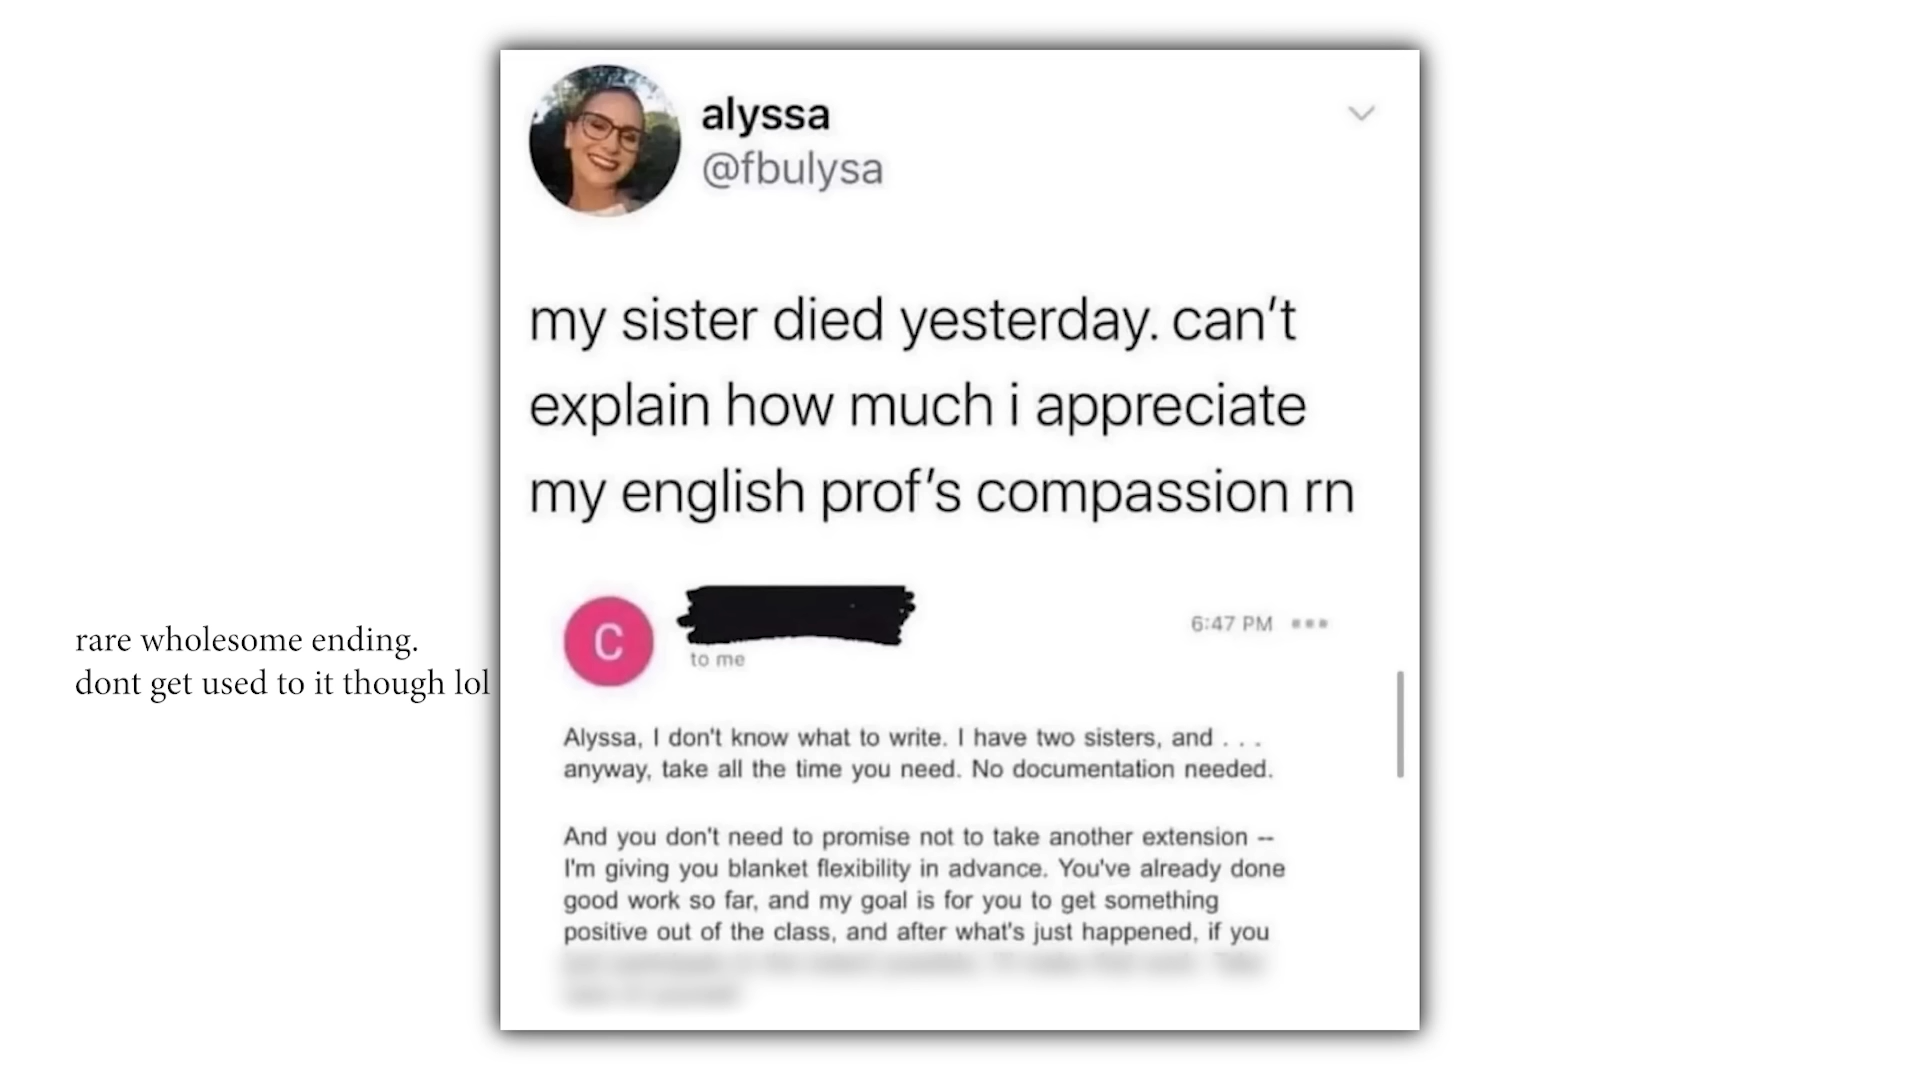 alyssa
@fbulysa
my sister died yesterday. can't
explain how much i appreciate
my english prof's compassion rn
C
6:47 PM
to me
rare wholesome ending.
dont get used to it though lol
Alyssa, I don't know what to write. I have two sisters, and . . .
anyway, take all the time you need. No documentation needed.
And you don't need to promise not to take another extension --
I'm giving you blanket flexibility in advance. You've already done
good work so far, and my goal is for you to get something
positive out of the class, and after what's just happened, if you